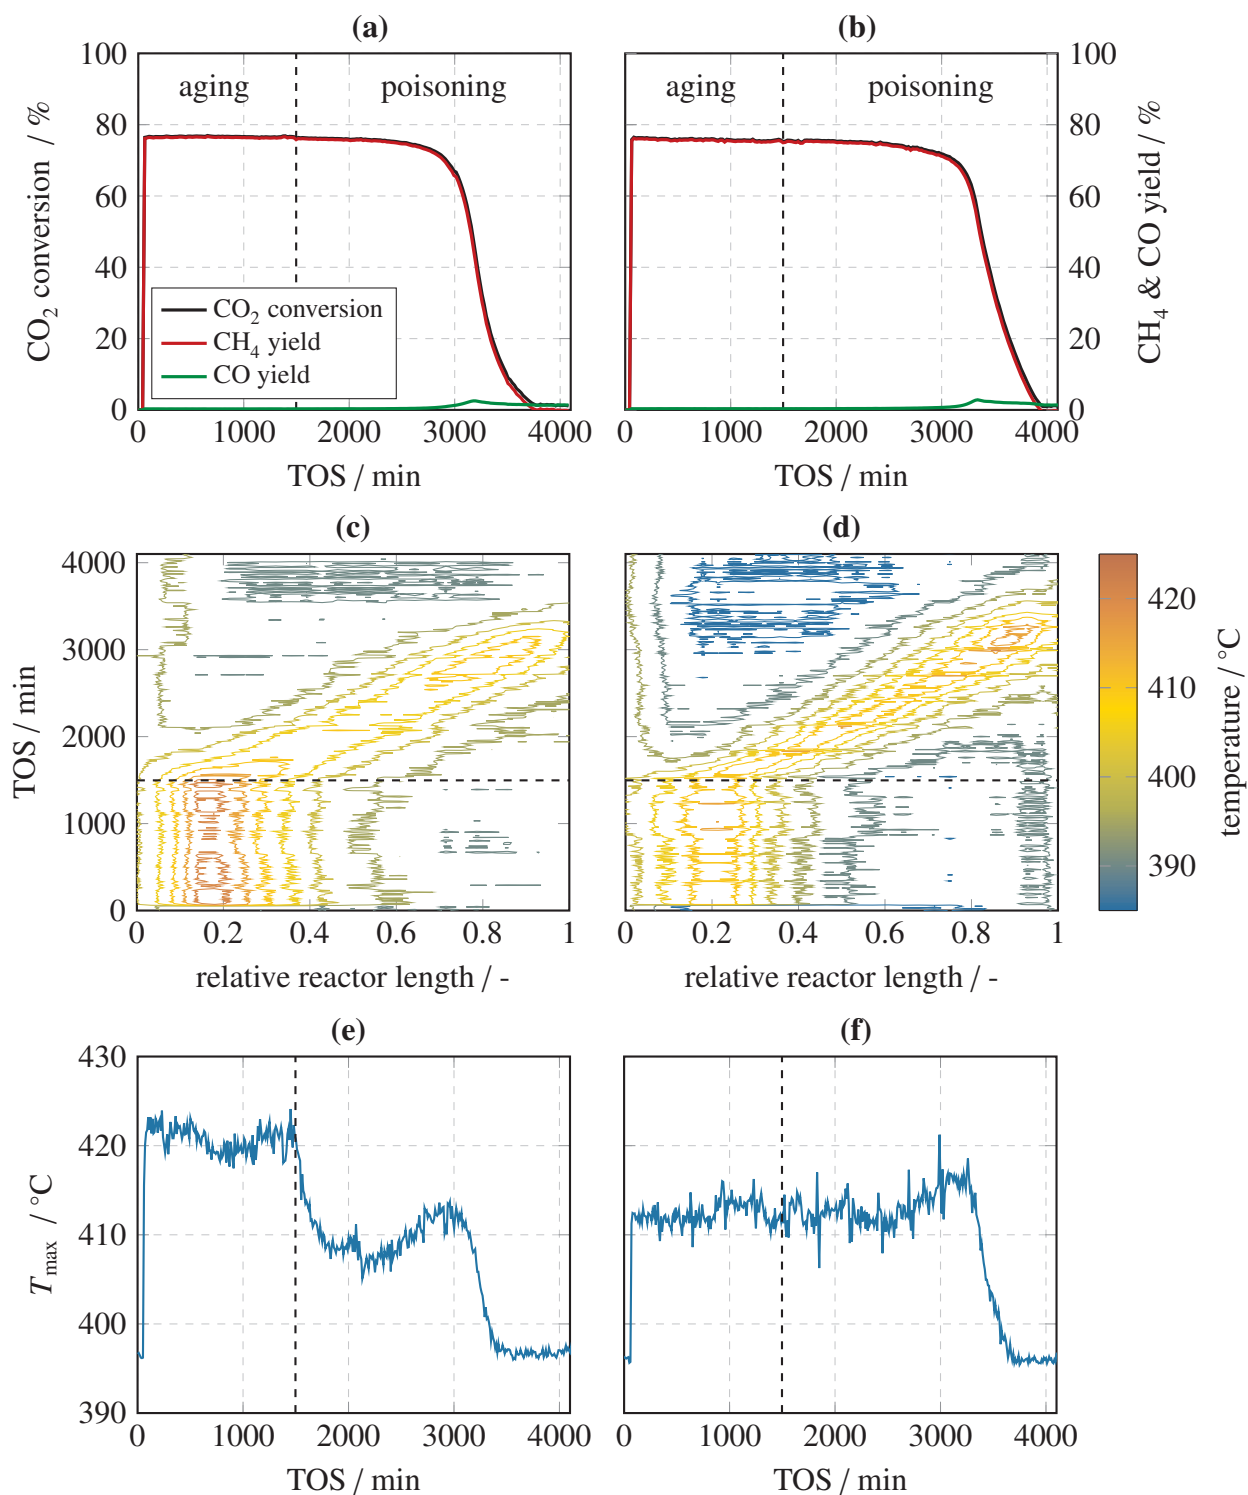 (a)
(b)
100
80
60
40
20
0
CO₂ conversion / %
aging
poisoning
CO₂ conversion
CH₄ yield
CO yield
0
1000
2000
3000
4000
TOS / min
aging
poisoning
100
80
60
40
20
0
CH₄ & CO yield / %
0
1000
2000
3000
4000
TOS / min
(c)
(d)
4000
3000
2000
1000
0
TOS / min
0
0.2
0.4
0.6
0.8
1
relative reactor length / -
0
0.2
0.4
0.6
0.8
1
relative reactor length / -
420
410
400
390
temperature / °C
(e)
(f)
430
420
410
400
390
Tmax / °C
0
1000
2000
3000
4000
TOS / min
0
1000
2000
3000
4000
TOS / min